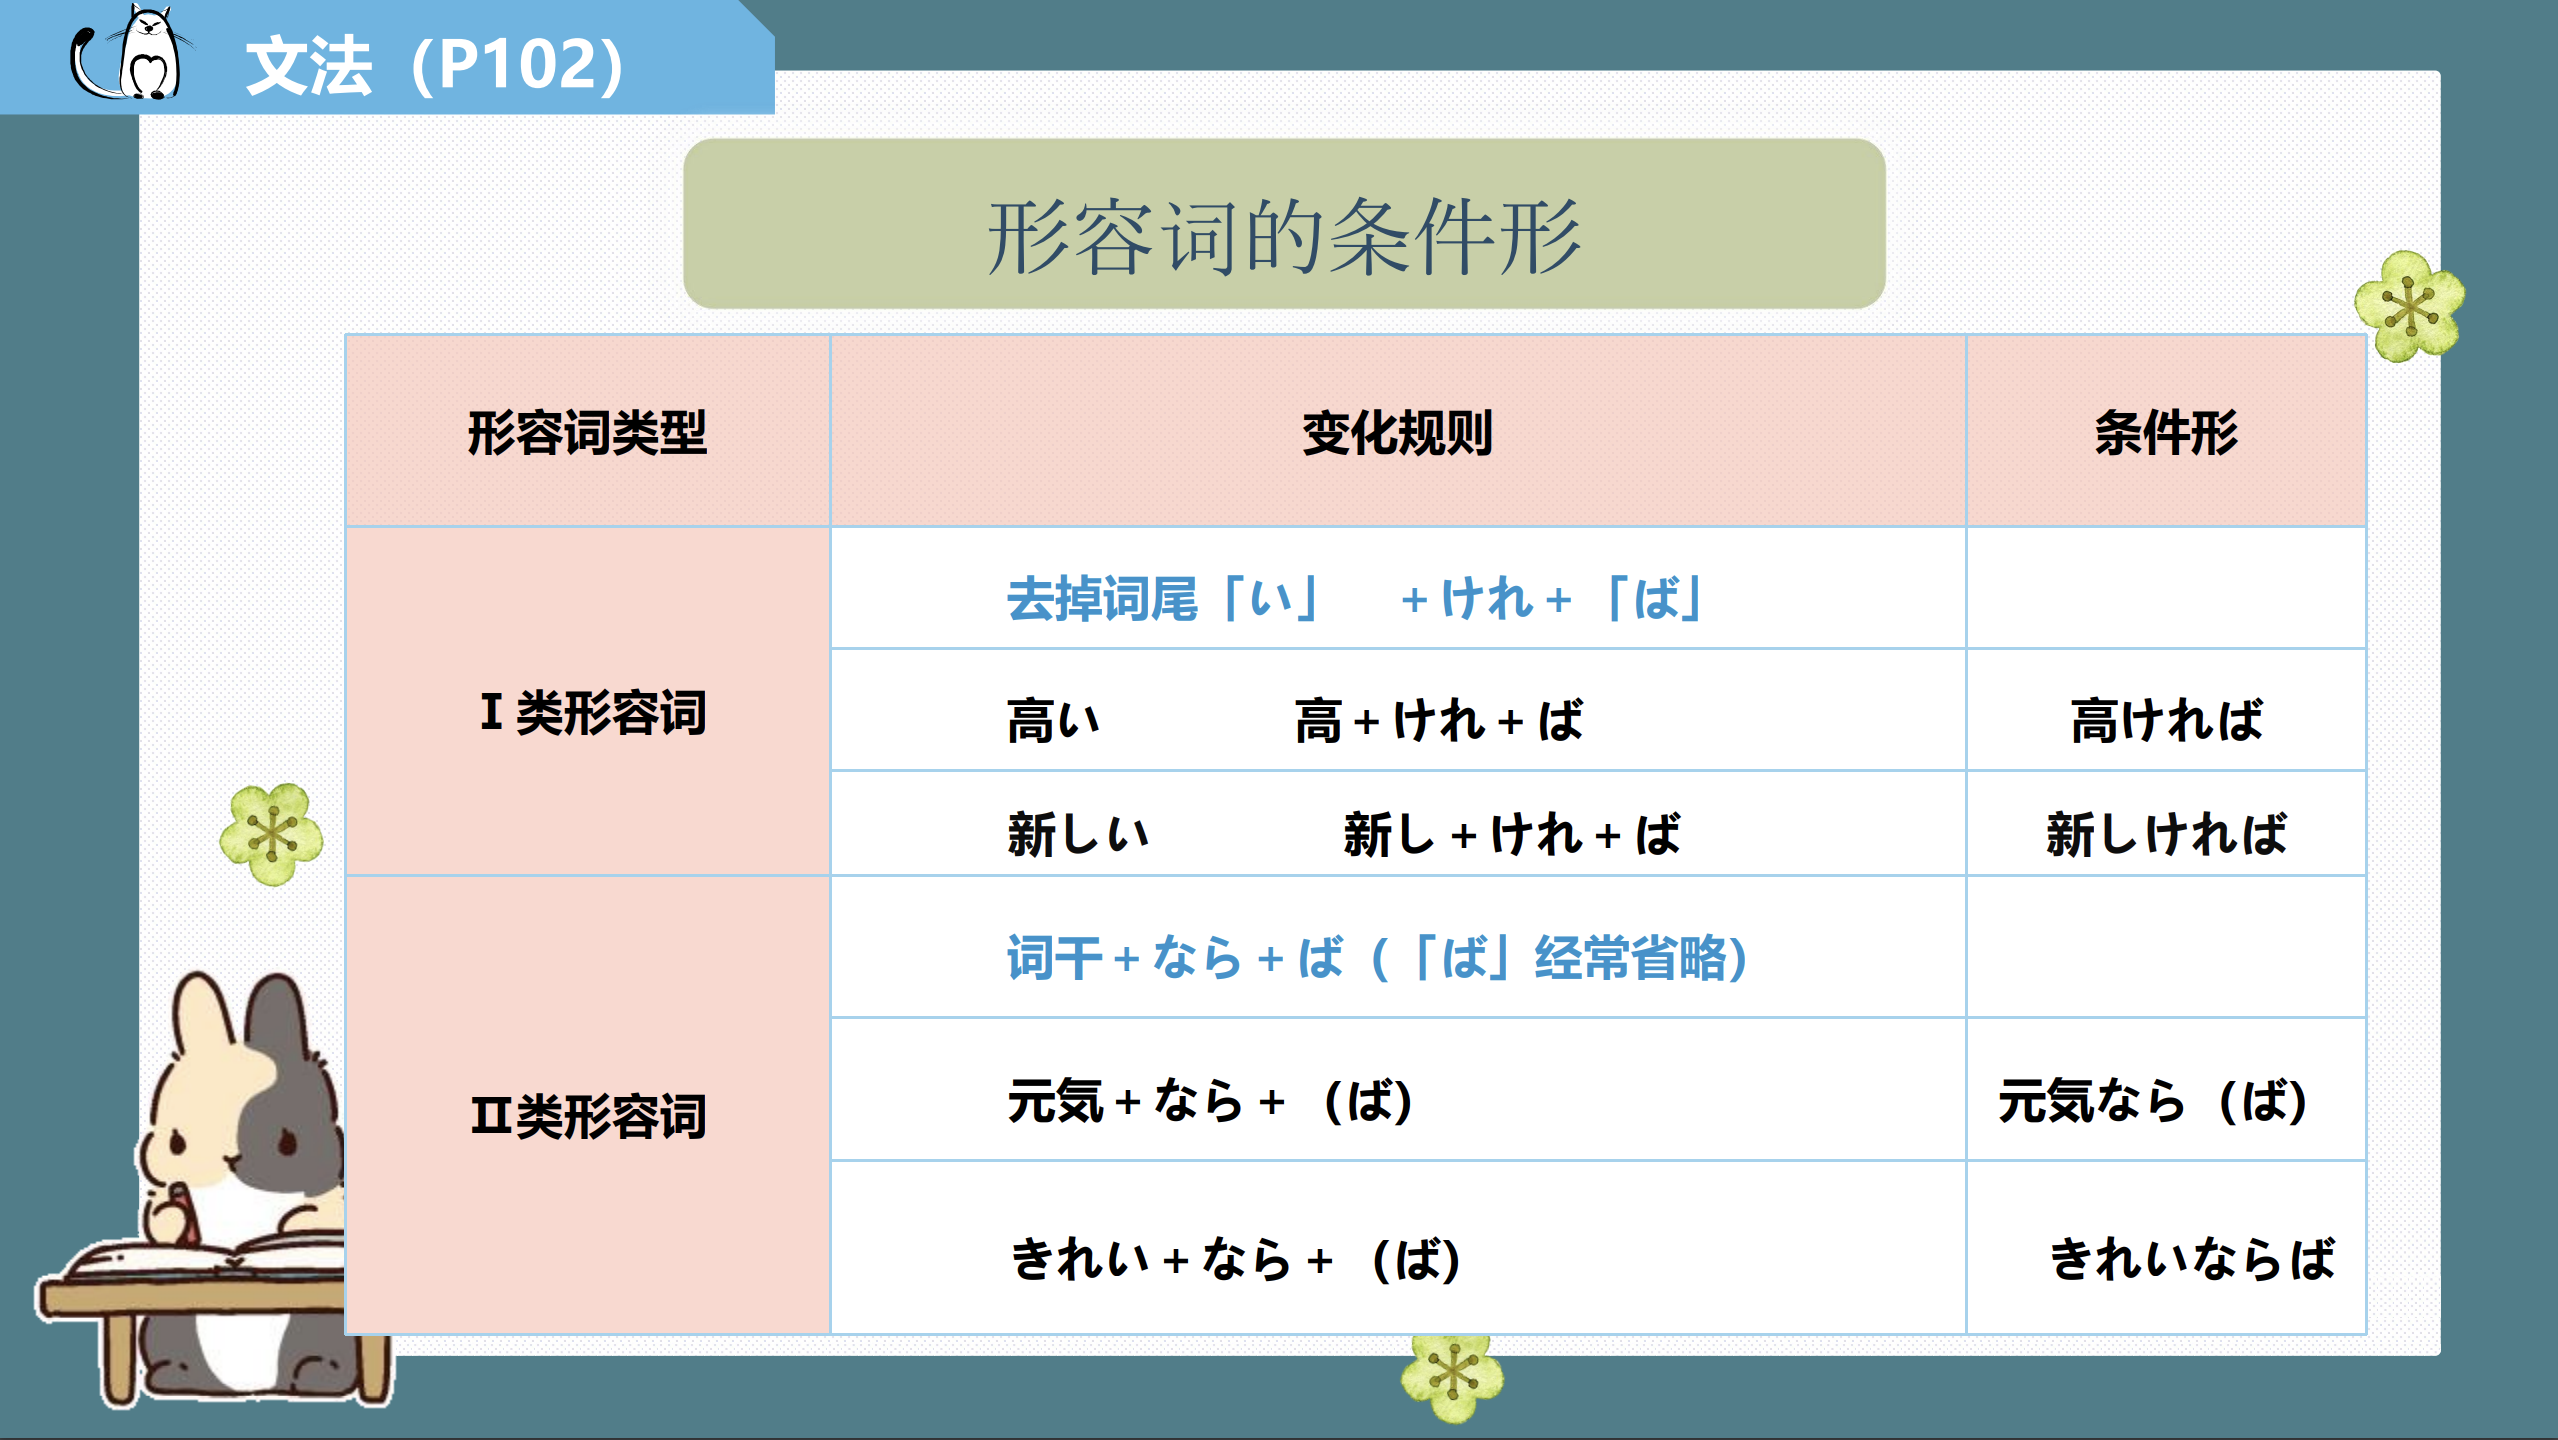 文法（P102）
形容词的条件形
形容词类型 变化规则 条件形
Ⅰ类形容词
去掉词尾「い」 +けれ+「ば」
高い 高+けれ+ば 高ければ
新しい 新し+けれ+ば 新しければ
Ⅱ类形容词
词干+なら+ば（「ば」经常省略）
元気+なら+（ば） 元気なら（ば）
きれい+なら+（ば） きれいならば